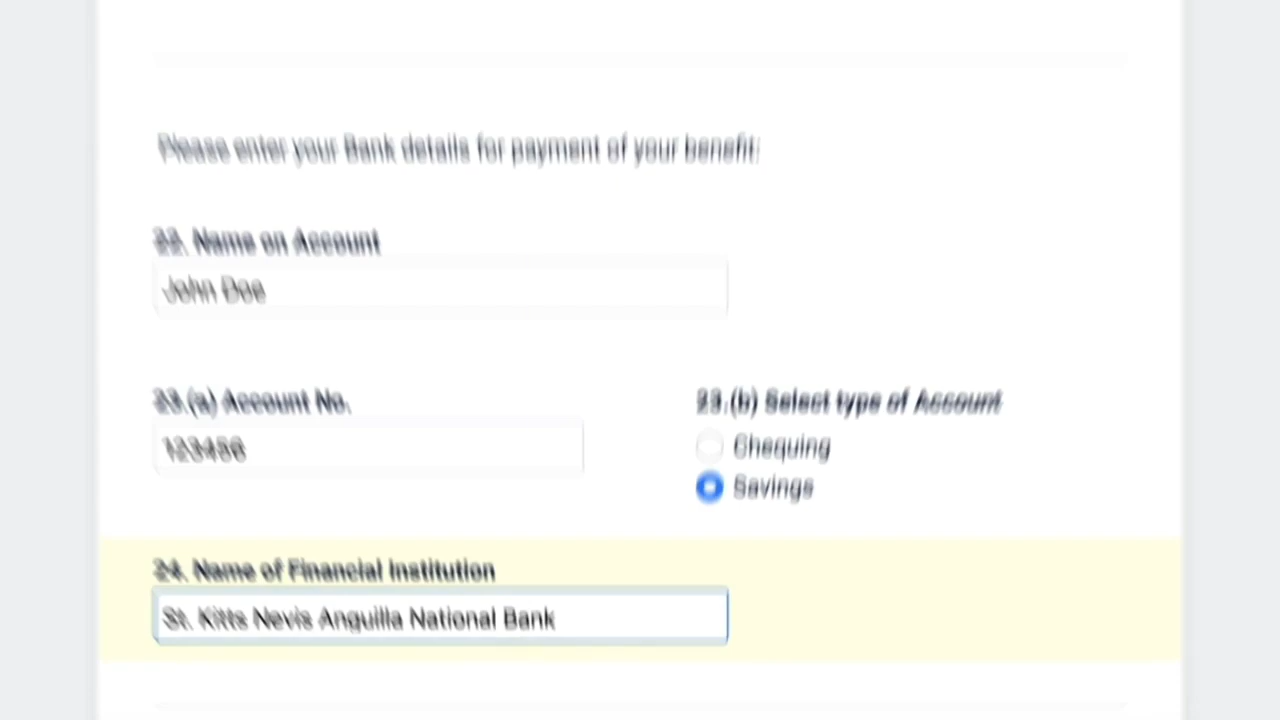 Please enter your Bank details for payment of your benefit:
22. Name on Account
John Doe
23.(a) Account No.
23.(b) Select type of Account
123456
Chequing
Savings
24. Name of Financial Institution
St. Kitts Nevis Anguilla National Bank